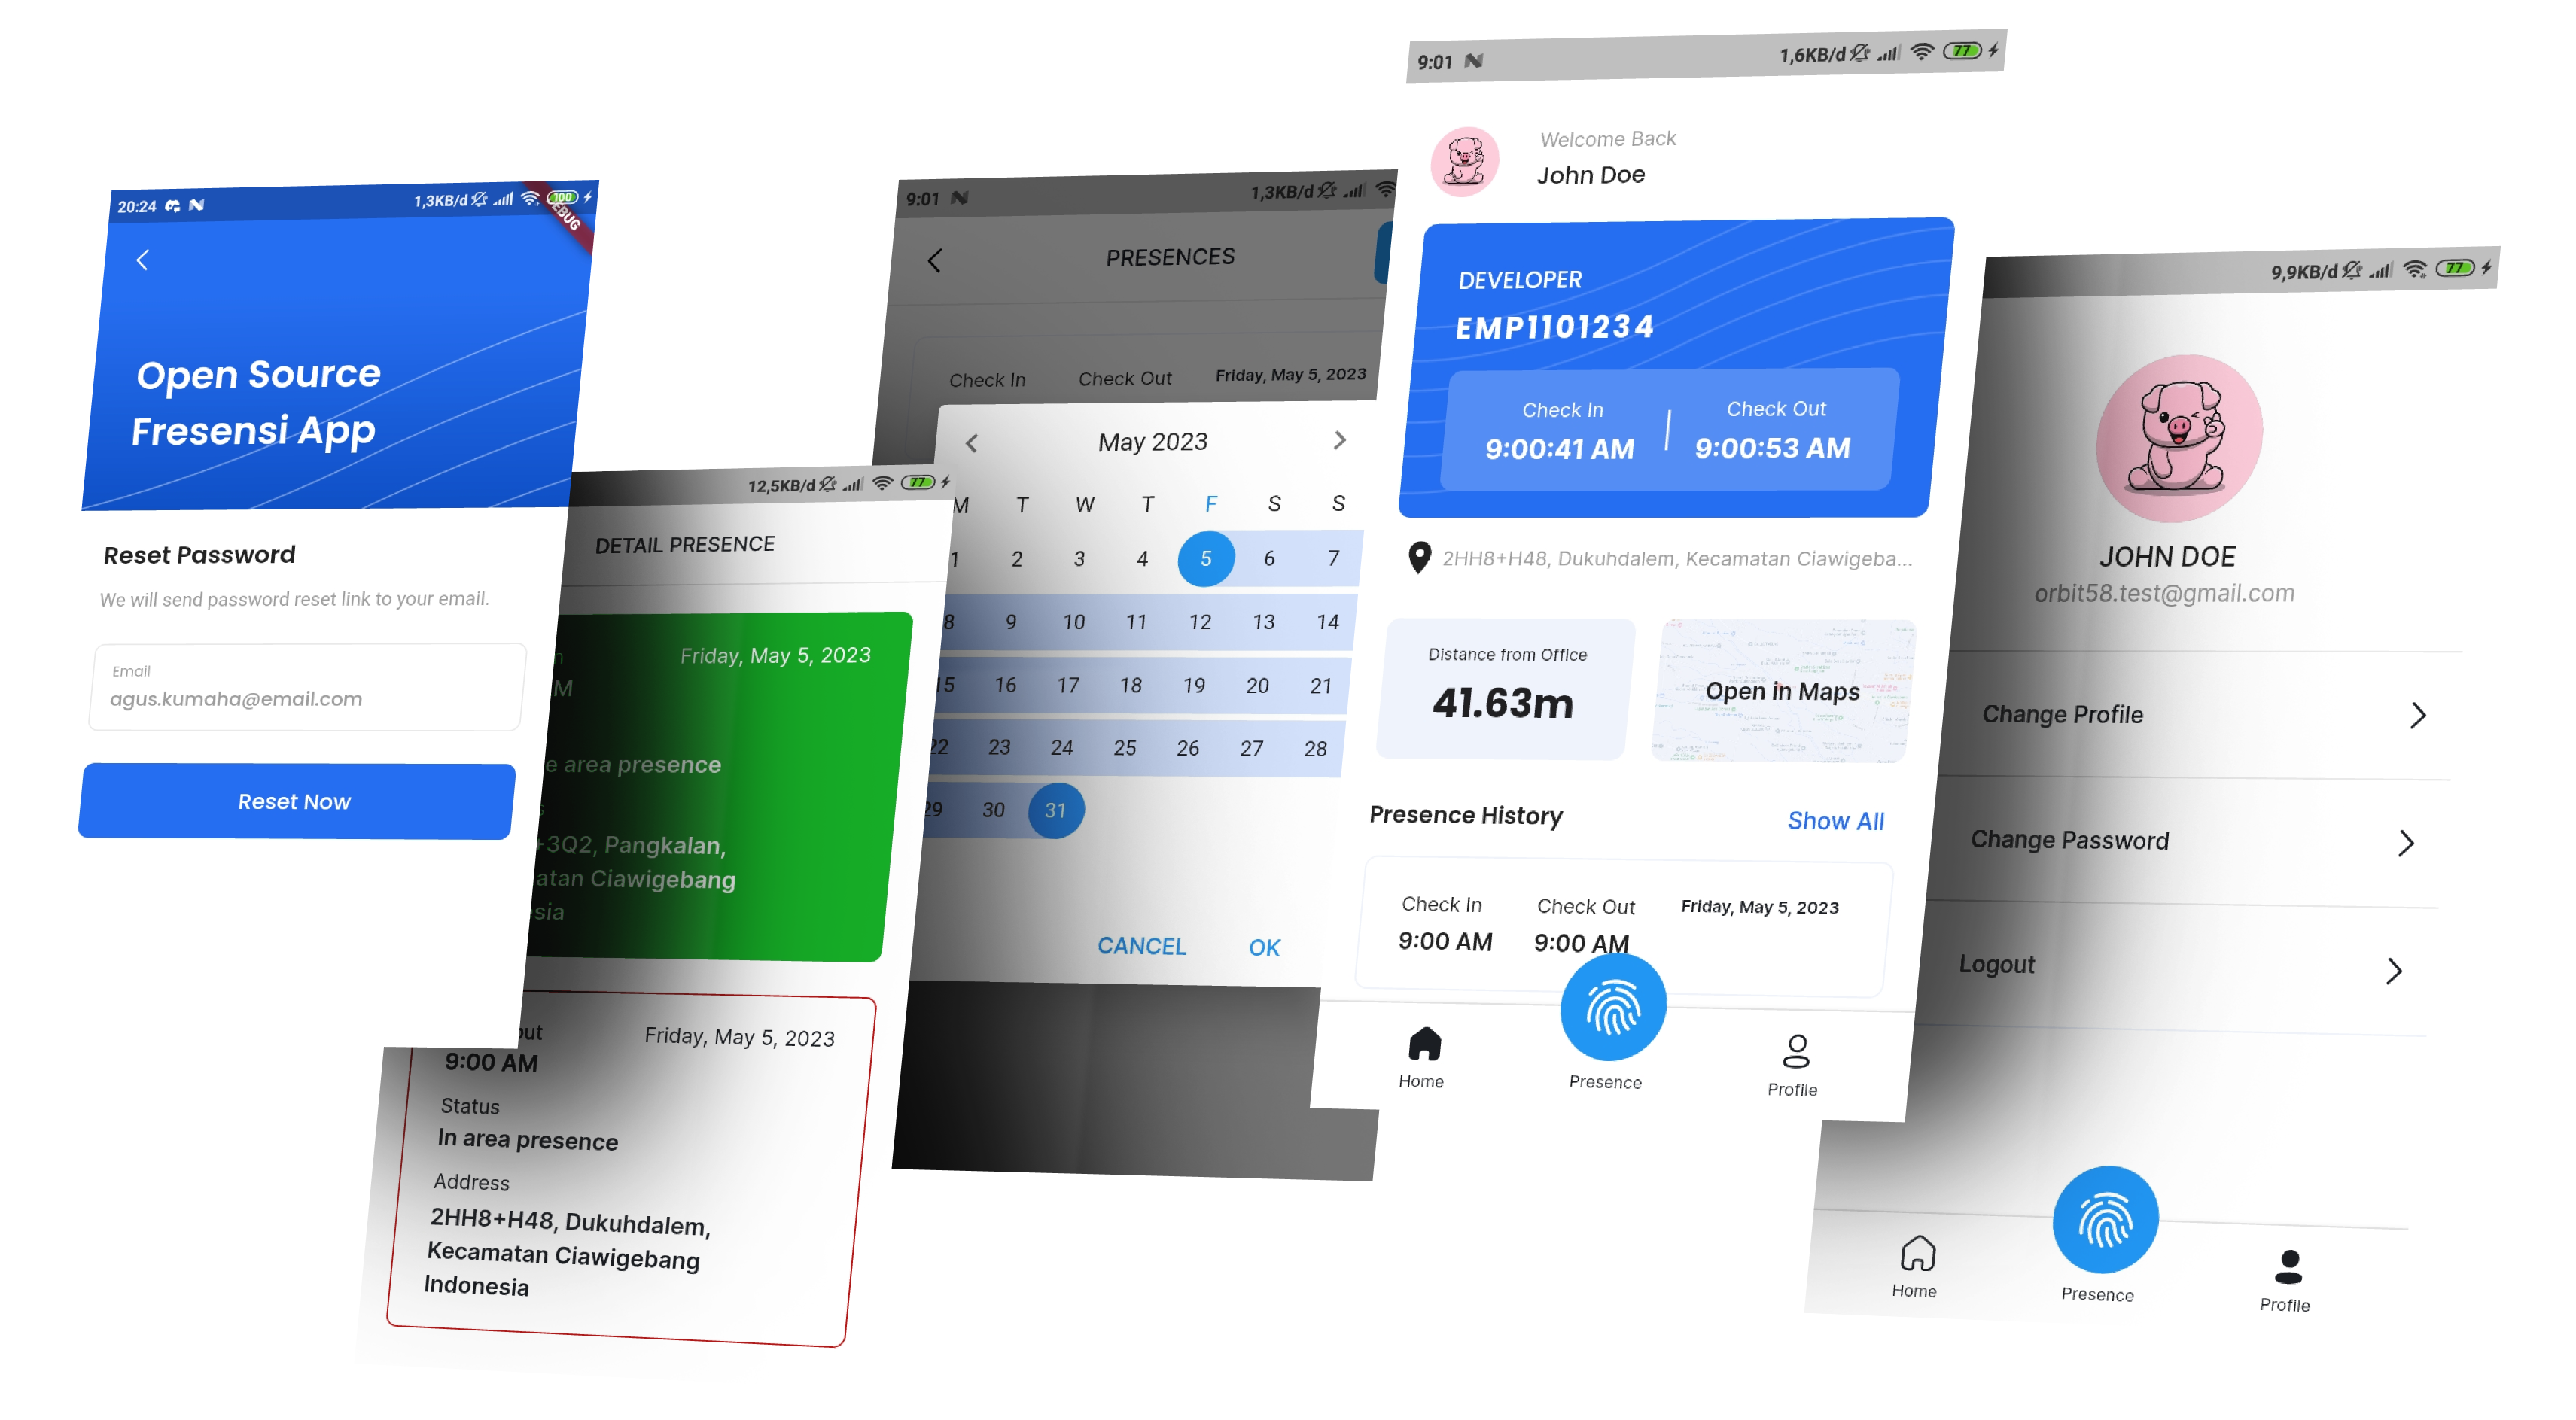 20:24 1,3KB/d 100
EBUG
Open Source
Fresensi App
Reset Password
We will send password reset link to your email.
Email
agus.kumaha@email.com
Reset Now
12,5KB/d 77
DETAIL PRESENCE
Friday, May 5, 2023
M
e area presence
+3Q2, Pangkalan,
atan Ciawigebang
sia
out
Friday, May 5, 2023
9:00 AM
Status
In area presence
Address
2HH8+H48, Dukuhdalem,
Kecamatan Ciawigebang
Indonesia
9:01 1,3KB/d
PRESENCES
Check In Check Out Friday, May 5, 2023
May 2023
M T W T F S S
1 2 3 4 5 6 7
8 9 10 11 12 13 14
15 16 17 18 19 20 21
22 23 24 25 26 27 28
29 30 31
CANCEL OK
9:01 1,6KB/d 77
Welcome Back
John Doe
DEVELOPER
EMP1101234
Check In Check Out
9:00:41 AM 9:00:53 AM
2HH8+H48, Dukuhdalem, Kecamatan Ciawigeba...
Distance from Office
41.63m
Open in Maps
Presence History Show All
Check In Check Out Friday, May 5, 2023
9:00 AM 9:00 AM
Home Presence Profile
9,9KB/d 77
JOHN DOE
orbit58.test@gmail.com
Change Profile
Change Password
Logout
Home Presence Profile